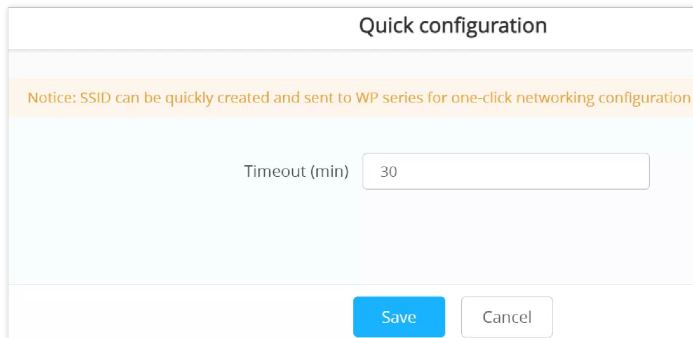 Quick configuration
Notice: SSID can be quickly created and sent to WP series for one-click networking configuration
Timeout (min) 30
Save Cancel